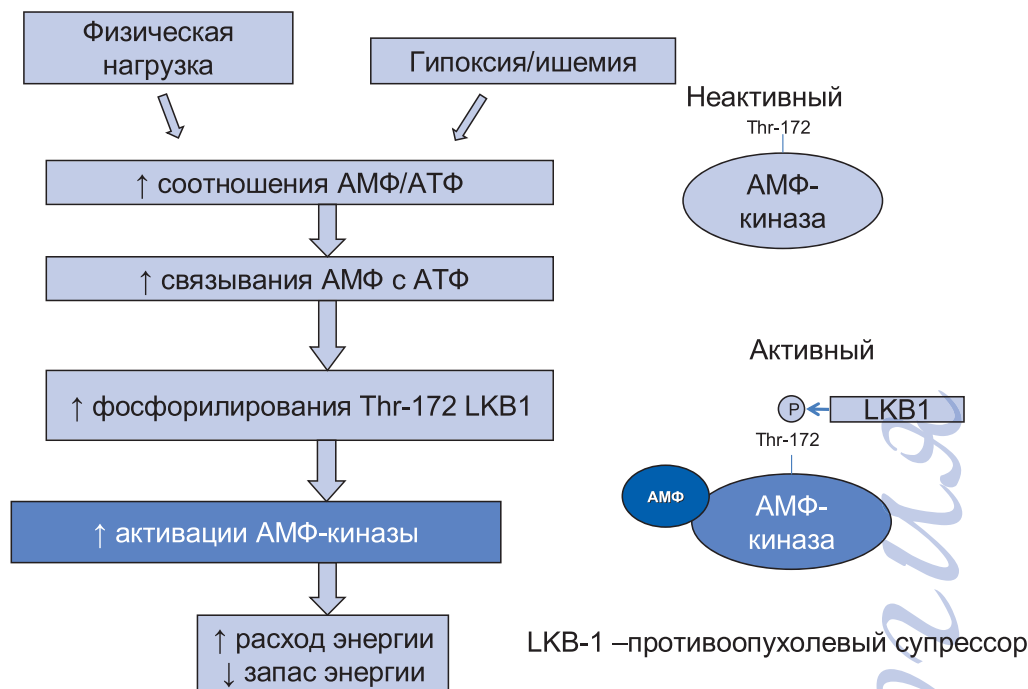 Физическая
нагрузка
Гипоксия/ишемия
↑ соотношения АМФ/АТФ
↑ связывания АМФ с АТФ
↑ фосфорилирования Thr-172 LKB1
↑ активации АМФ-киназы
↑ расход энергии
↓ запас энергии
Неактивный
Thr-172
АМФ-
киназа
Активный
P
LKB1
Thr-172
АМФ
АМФ-
киназа
LKB-1 –противоопухолевый супрессор